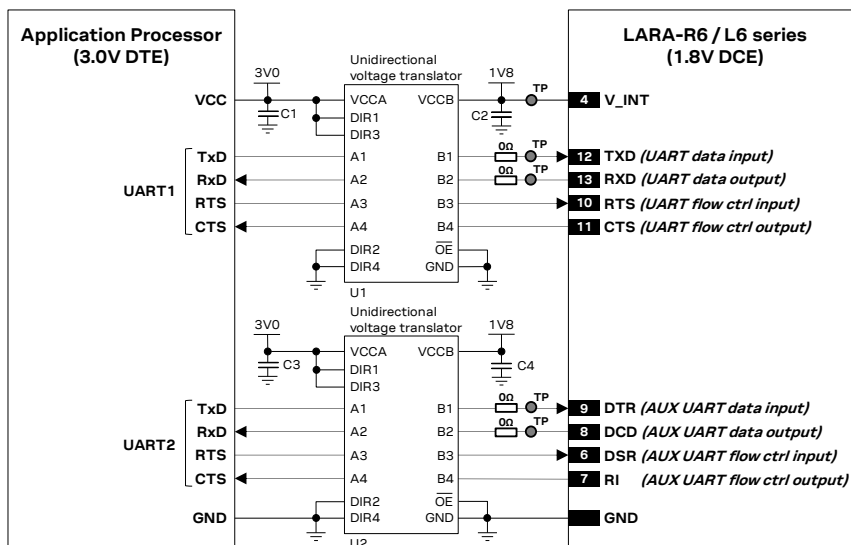 Application Processor
(3.0V DTE)
LARA-R6 / L6 series
(1.8V DCE)
Unidirectional
voltage translator
3V0
1V8
TP
VCC
C1
VCCA
VCCB
C2
4 V_INT
DIR1
DIR3
0Ω TP
TxD
A1
B1
12 TXD (UART data input)
0Ω TP
UART1
RxD
A2
B2
13 RXD (UART data output)
RTS
A3
B3
10 RTS (UART flow ctrl input)
CTS
A4
B4
11 CTS (UART flow ctrl output)
DIR2
OE
DIR4
GND
U1
Unidirectional
voltage translator
3V0
1V8
C3
VCCA
VCCB
C4
DIR1
DIR3
0Ω TP
TxD
A1
B1
9 DTR (AUX UART data input)
0Ω TP
UART2
RxD
A2
B2
8 DCD (AUX UART data output)
RTS
A3
B3
6 DSR (AUX UART flow ctrl input)
CTS
A4
B4
7 RI (AUX UART flow ctrl output)
DIR2
OE
GND
DIR4
GND
GND
U2